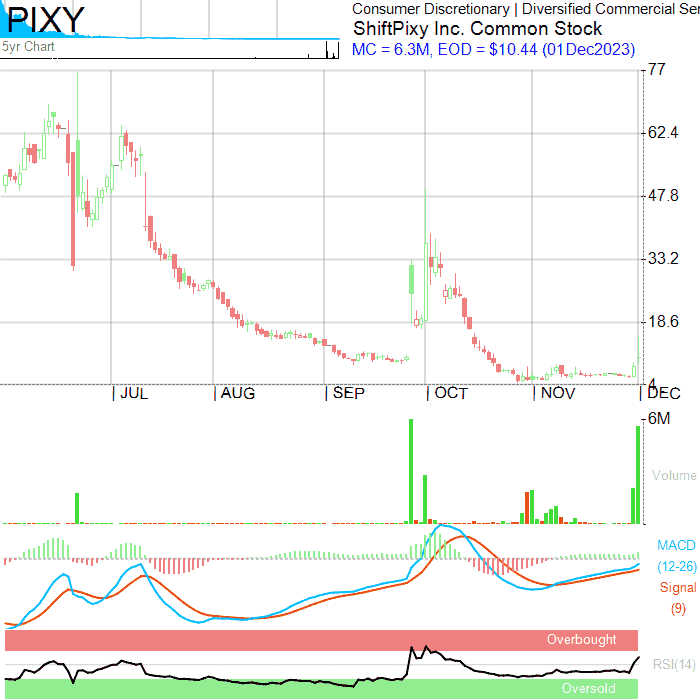 PIXY
5yr Chart
Consumer Discretionary | Diversified Commercial Ser
ShiftPixy Inc. Common Stock
MC = 6.3M, EOD = $10.44 (01Dec2023)
77
62.4
47.8
33.2
18.6
4
JUL AUG SEP OCT NOV DEC
6M
Volume
MACD
(12-26)
Signal
(9)
Overbought
RSI(14)
Oversold